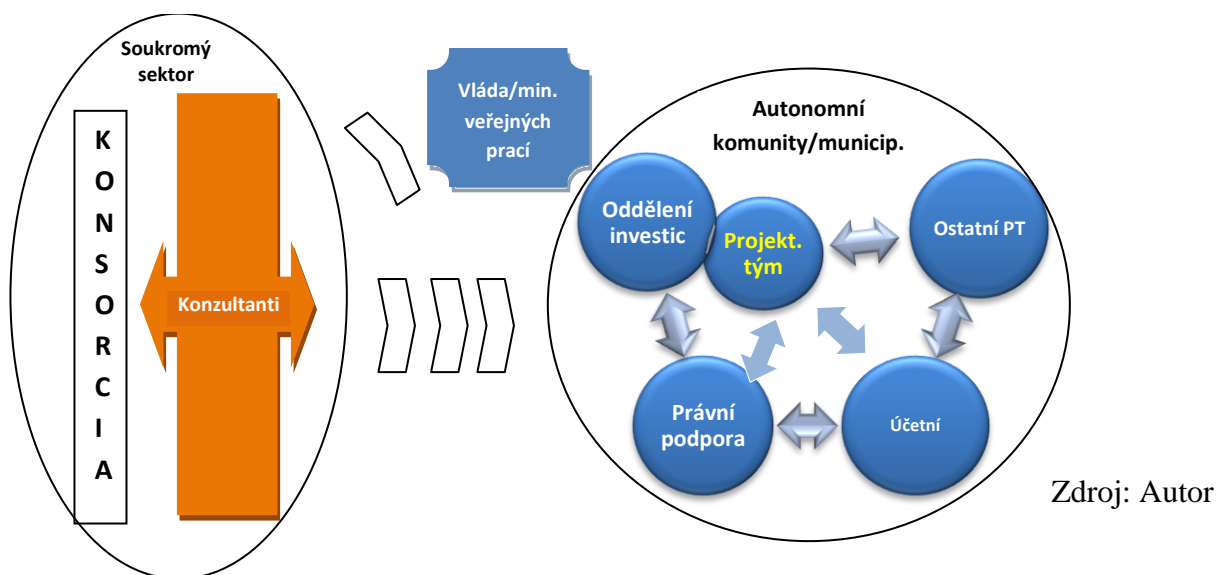 Soukromý
sektor
K
O
N
S
O
R
C
I
A
Konzultanti
Vláda/min.
veřejných
prací
Autonomní
komunity/municip.
Oddělení
investic
Projekt.
tým
Ostatní PT
Právní
podpora
Účetní
Zdroj: Autor